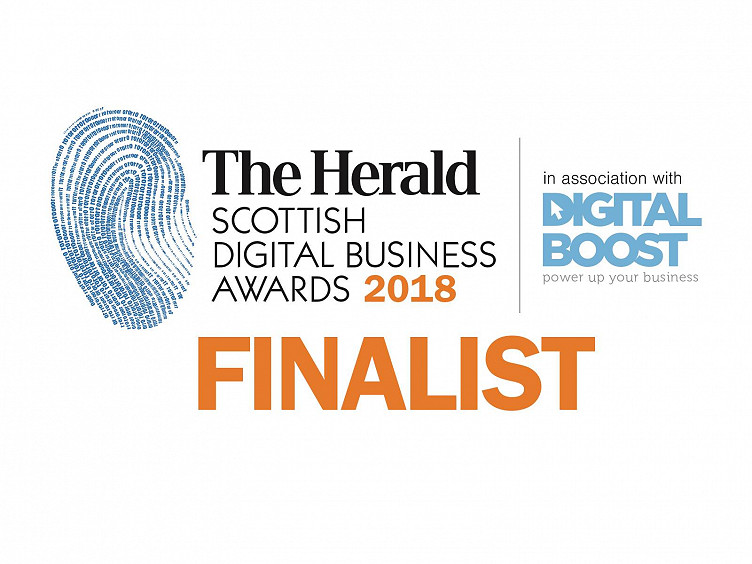 The Herald
SCOTTISH
DIGITAL BUSINESS
AWARDS 2018
in association with
DIGITAL
BOOST
power up your business
FINALIST